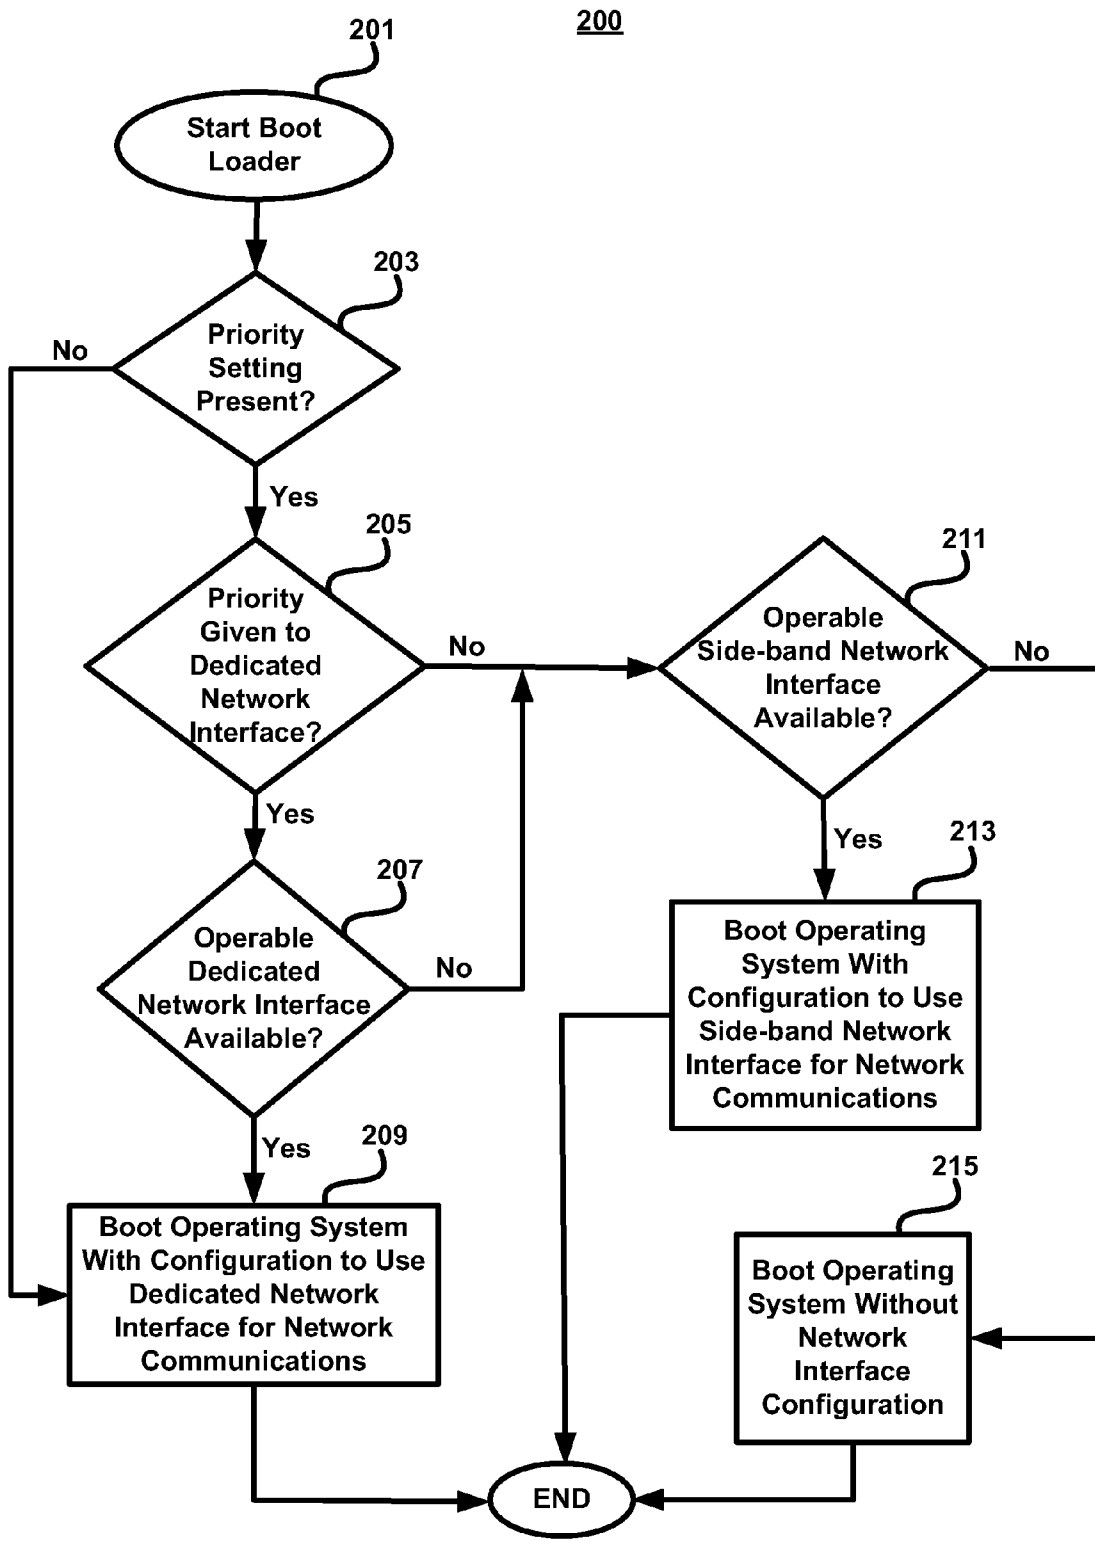 200
201
Start Boot
Loader
203
Priority
Setting
Present?
No
Yes
205
Priority
Given to
Dedicated
Network
Interface?
No
Yes
207
Operable
Dedicated
Network Interface
Available?
No
Yes
209
Boot Operating System
With Configuration to Use
Dedicated Network
Interface for Network
Communications
211
Operable
Side-band Network
Interface
Available?
No
Yes
213
Boot Operating
System With
Configuration to Use
Side-band Network
Interface for Network
Communications
215
Boot Operating
System Without
Network
Interface
Configuration
END